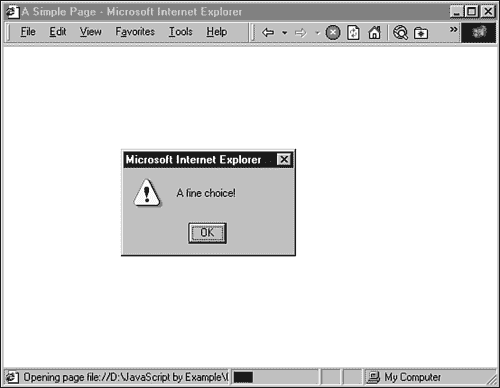 A Simple Page - Microsoft Internet Explorer
File Edit View Favorites Tools Help »
Microsoft Internet Explorer
A fine choice!
OK
Opening page file://D:\JavaScript by Example\( My Computer